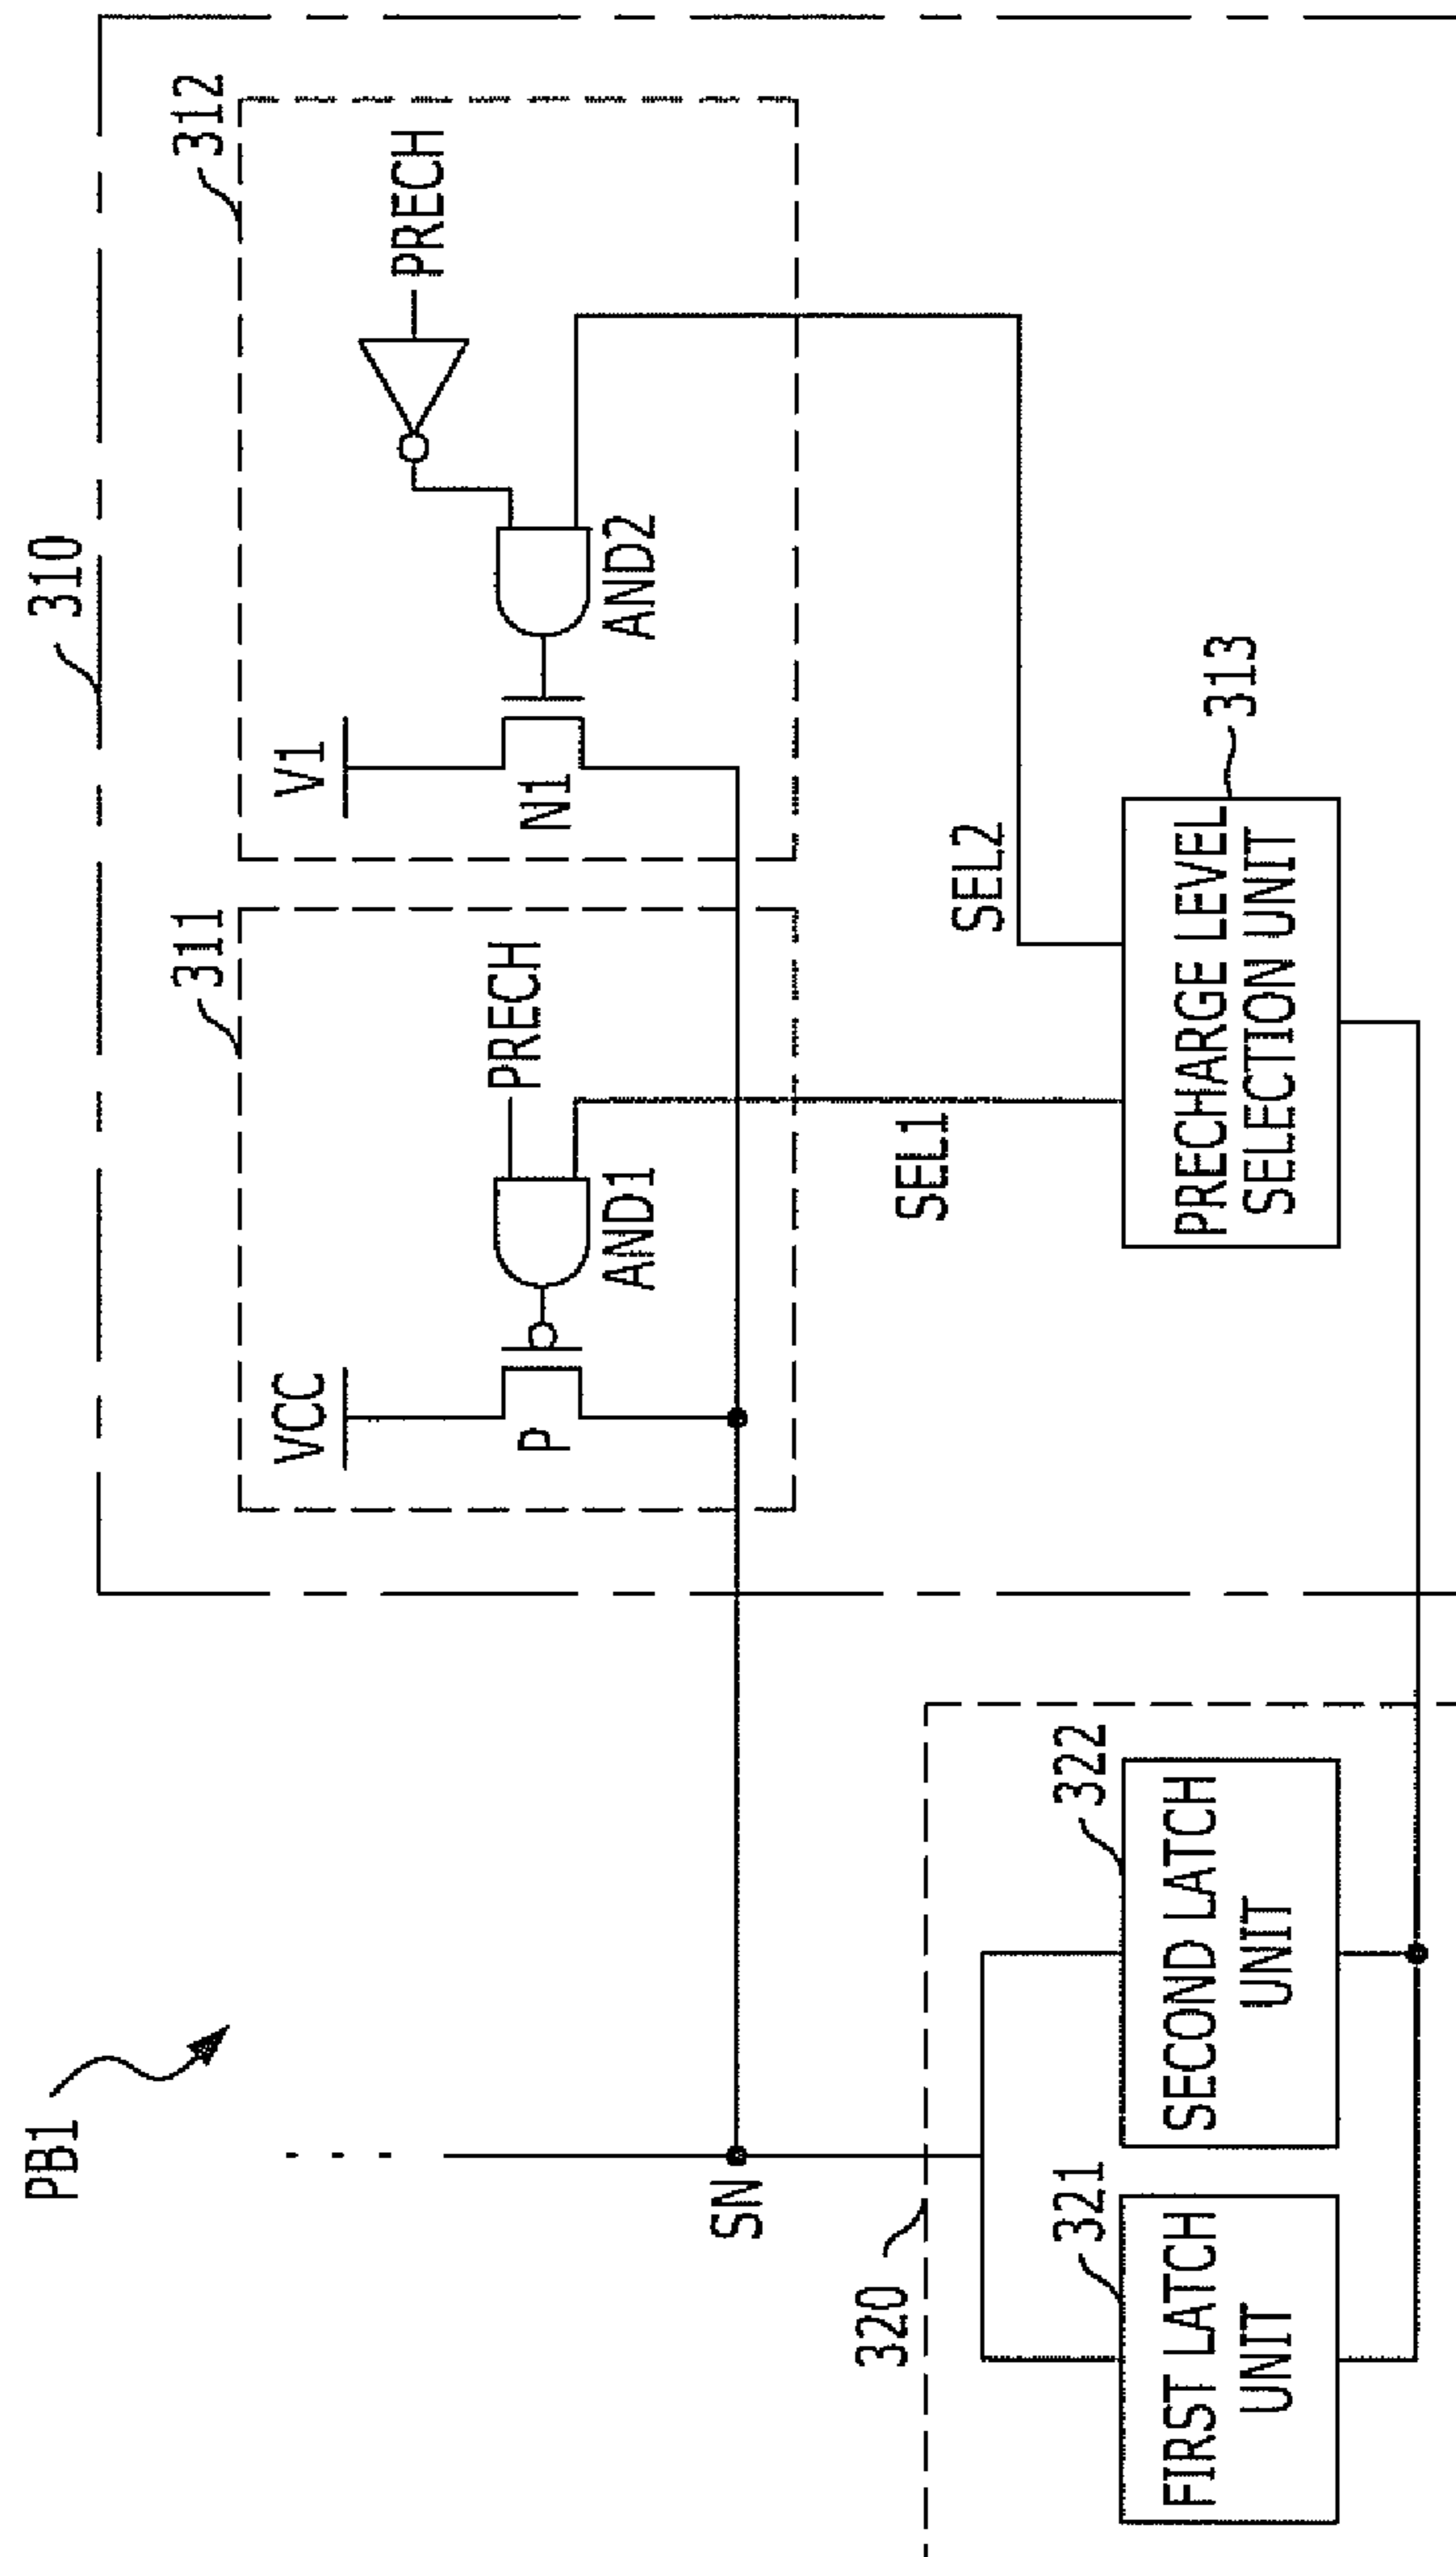 PB1
310
311
312
VCC
V1
PRECH
PRECH
P
N1
AND1
AND2
SN
SEL1
SEL2
320
321
322
313
FIRST LATCH
UNIT
SECOND LATCH
UNIT
PRECHARGE LEVEL
SELECTION UNIT